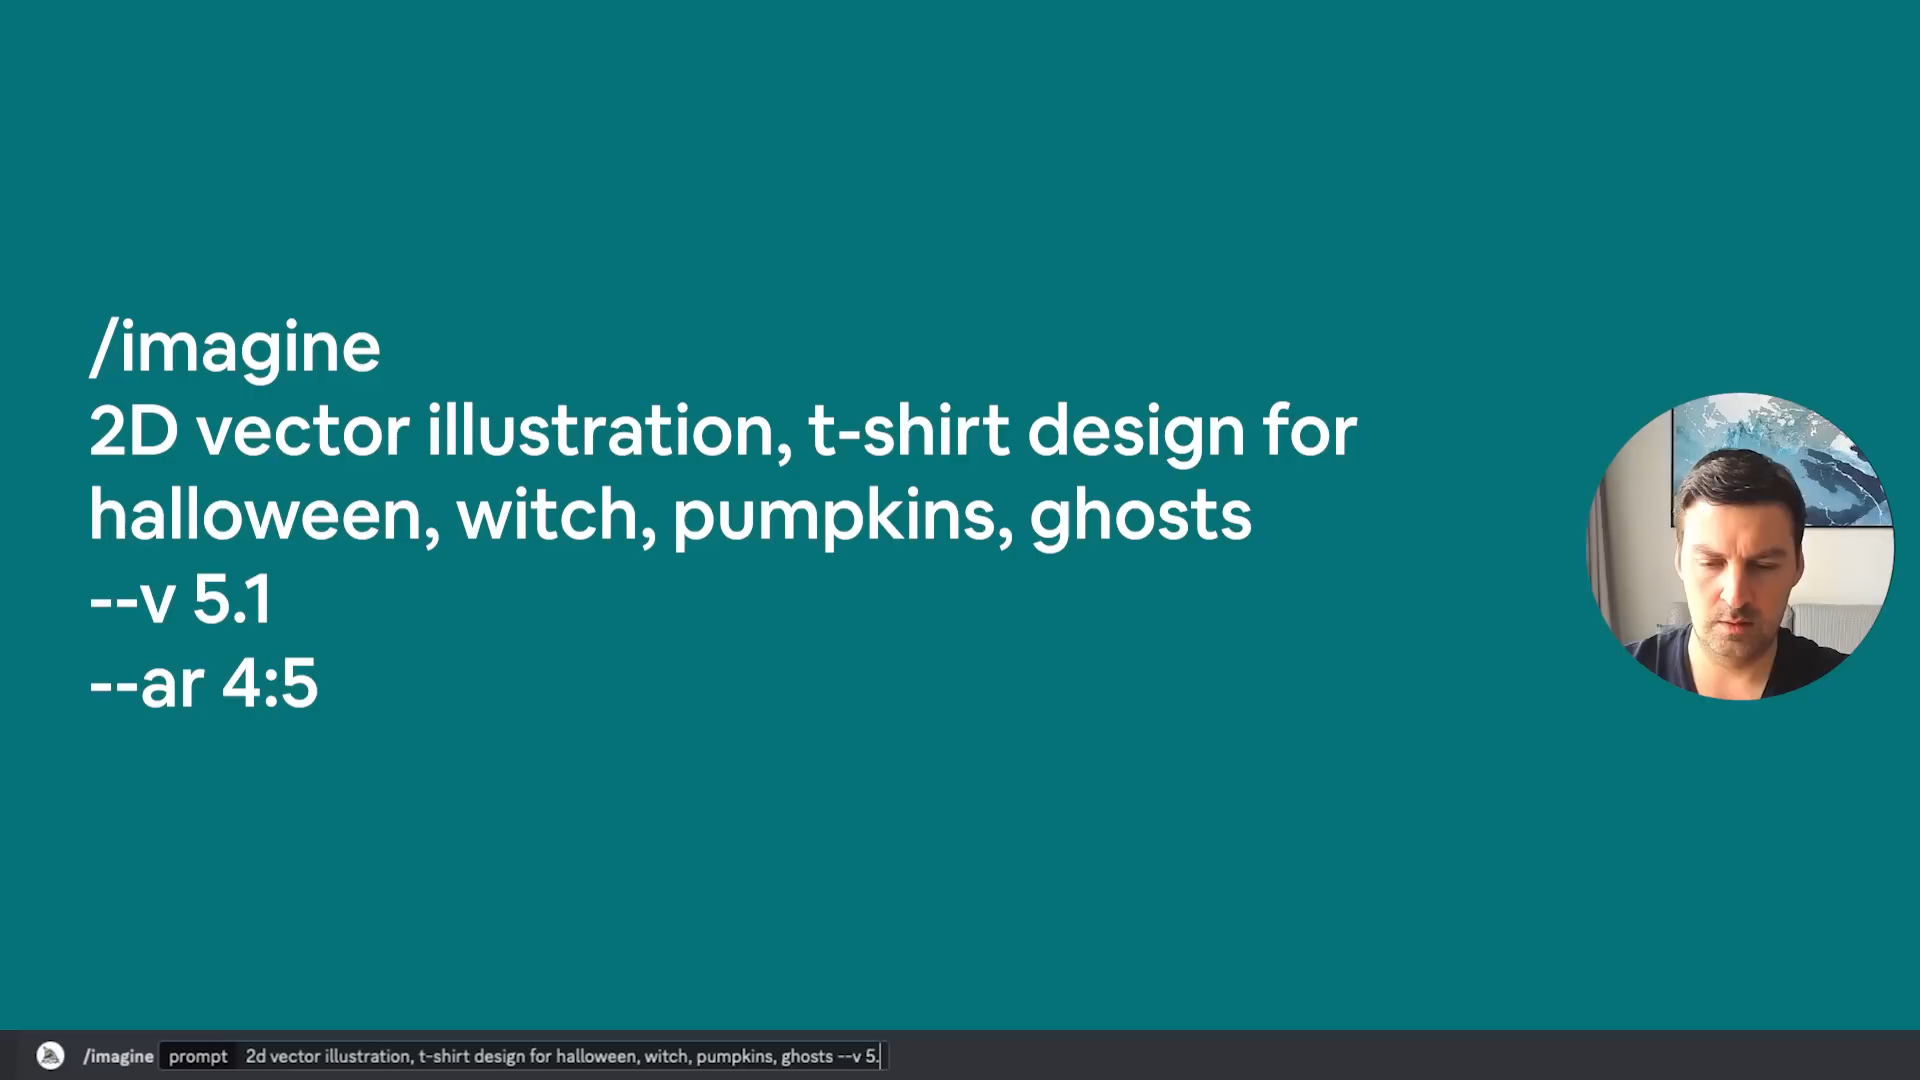 /imagine
2D vector illustration, t-shirt design for
halloween, witch, pumpkins, ghosts
--v 5.1
--ar 4:5
/imagine prompt 2d vector illustration, t-shirt design for halloween, witch, pumpkins, ghosts --v 5.